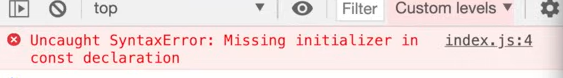 top Filter Custom levels
Uncaught SyntaxError: Missing initializer in index.js:4
const declaration